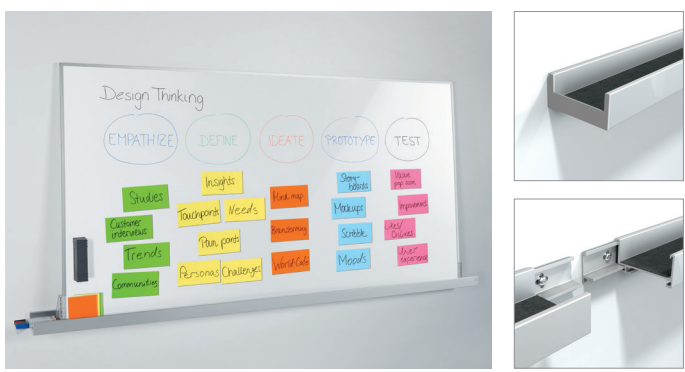 Design Thinking
EMPATHIZE
DEFINE
IDEATE
PROTOTYPE
TEST
Studies
Customer
interviews
Trends
Communities
Insights
Touchpoints
Needs
Pain points
Personas
Challenges
Mind map
Brainstorming
World Café
Story-
boards
Mockups
Scribble
Moods
Value
prop.
Improvements
Likes/
Dislikes
User
experience